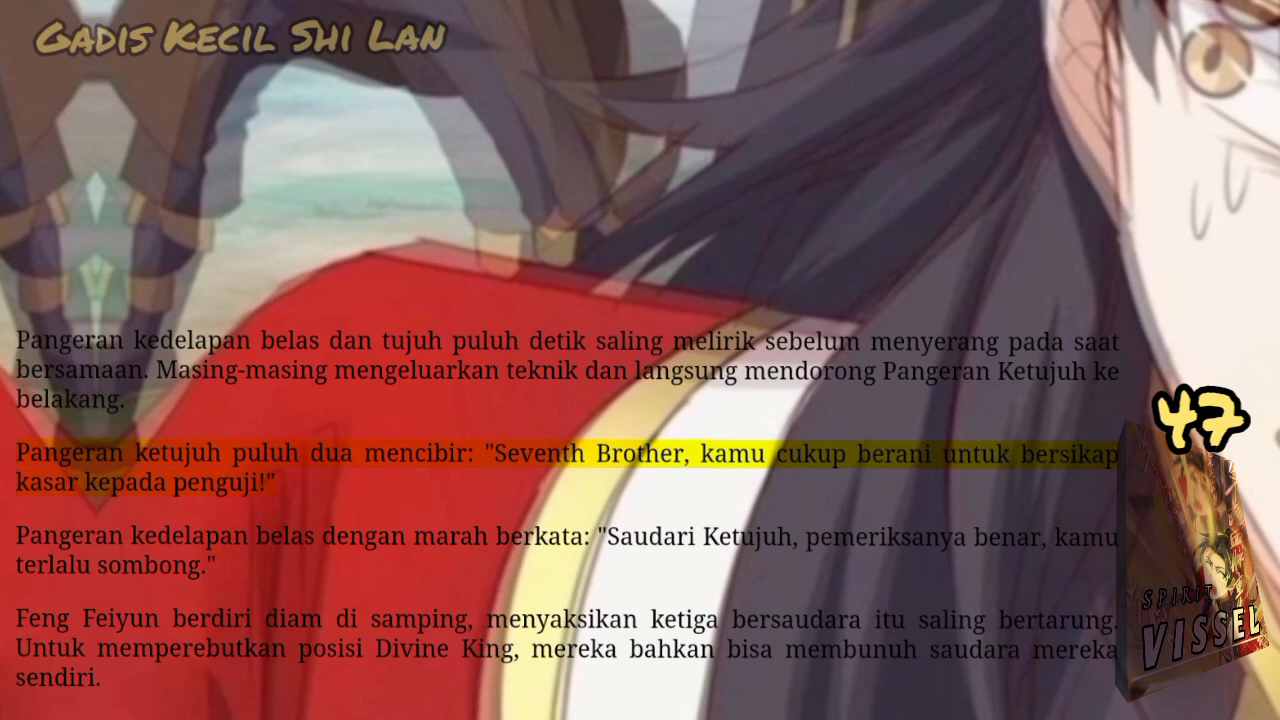 Gadis Kecil Shi Lan
Pangeran kedelapan belas dan tujuh puluh detik saling melirik sebelum menyerang pada saat
bersamaan. Masing-masing mengeluarkan teknik dan langsung mendorong Pangeran Ketujuh ke
belakang.
Pangeran ketujuh puluh dua mencibir: "Seventh Brother, kamu cukup berani untuk bersikap
kasar kepada penguji!"
Pangeran kedelapan belas dengan marah berkata: "Saudari Ketujuh, pemeriksanya benar, kamu
terlalu sombong."
Feng Feiyun berdiri diam di samping, menyaksikan ketiga bersaudara itu saling bertarung.
Untuk memperebutkan posisi Divine King, mereka bahkan bisa membunuh saudara mereka
sendiri.
47
SPIRIT
VISSEL